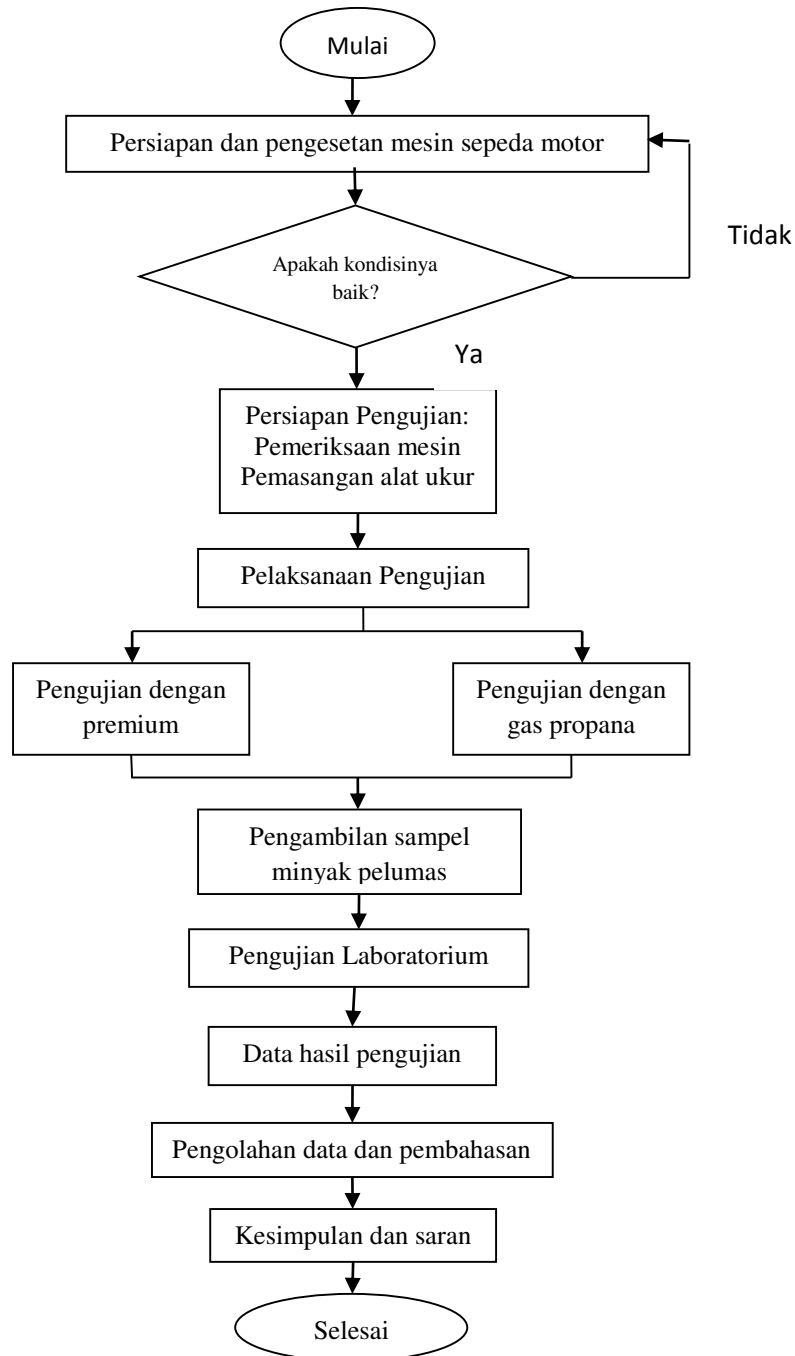 Mulai
Persiapan dan pengesetan mesin sepeda motor
Tidak
Apakah kondisinya
baik?
Ya
Persiapan Pengujian:
Pemeriksaan mesin
Pemasangan alat ukur
Pelaksanaan Pengujian
Pengujian dengan
premium
Pengujian dengan
gas propana
Pengambilan sampel
minyak pelumas
Pengujian Laboratorium
Data hasil pengujian
Pengolahan data dan pembahasan
Kesimpulan dan saran
Selesai